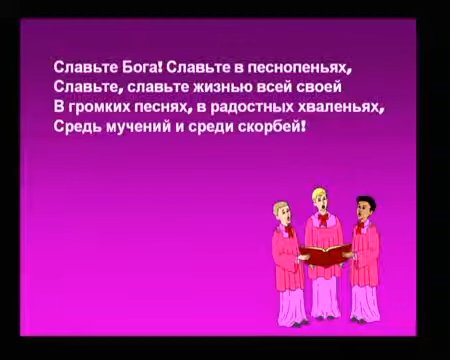 Славьте Бога! Славьте в песнопеньях,
Славьте, славьте жизнью всей своей
В громких песнях, в радостных хваленьях,
Средь мучений и среди скорбей!